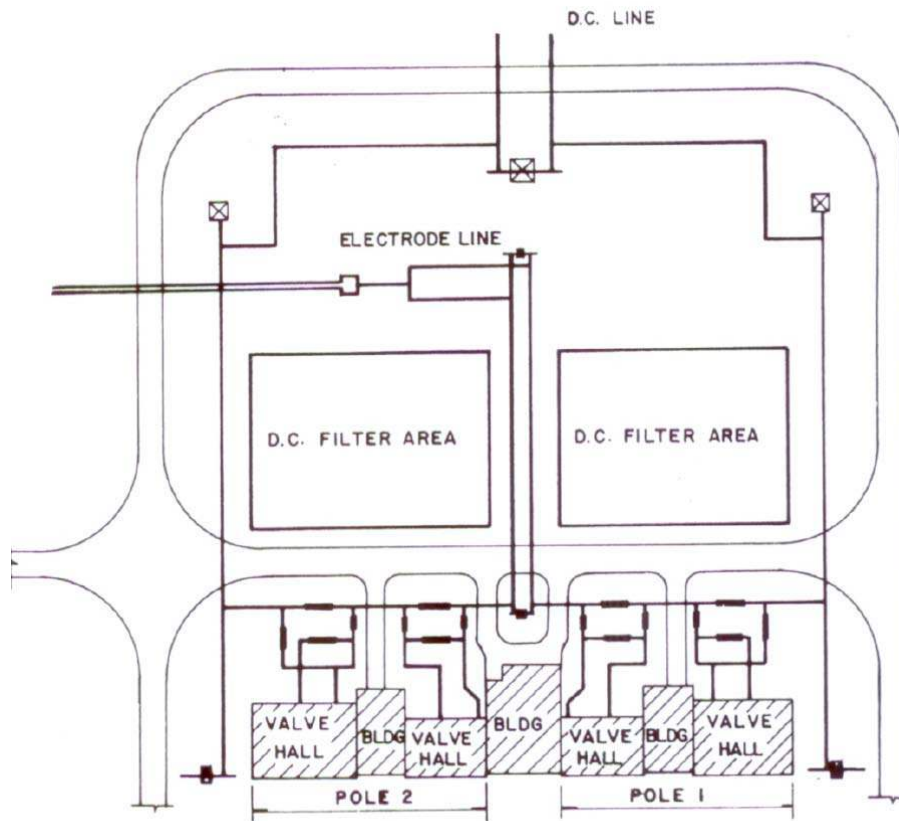 D.C. LINE
ELECTRODE LINE
D.C. FILTER AREA
D.C. FILTER AREA
VALVE
HALL
BLDG
VALVE
HALL
BLDG
VALVE
HALL
BLDG
VALVE
HALL
POLE 2
POLE 1